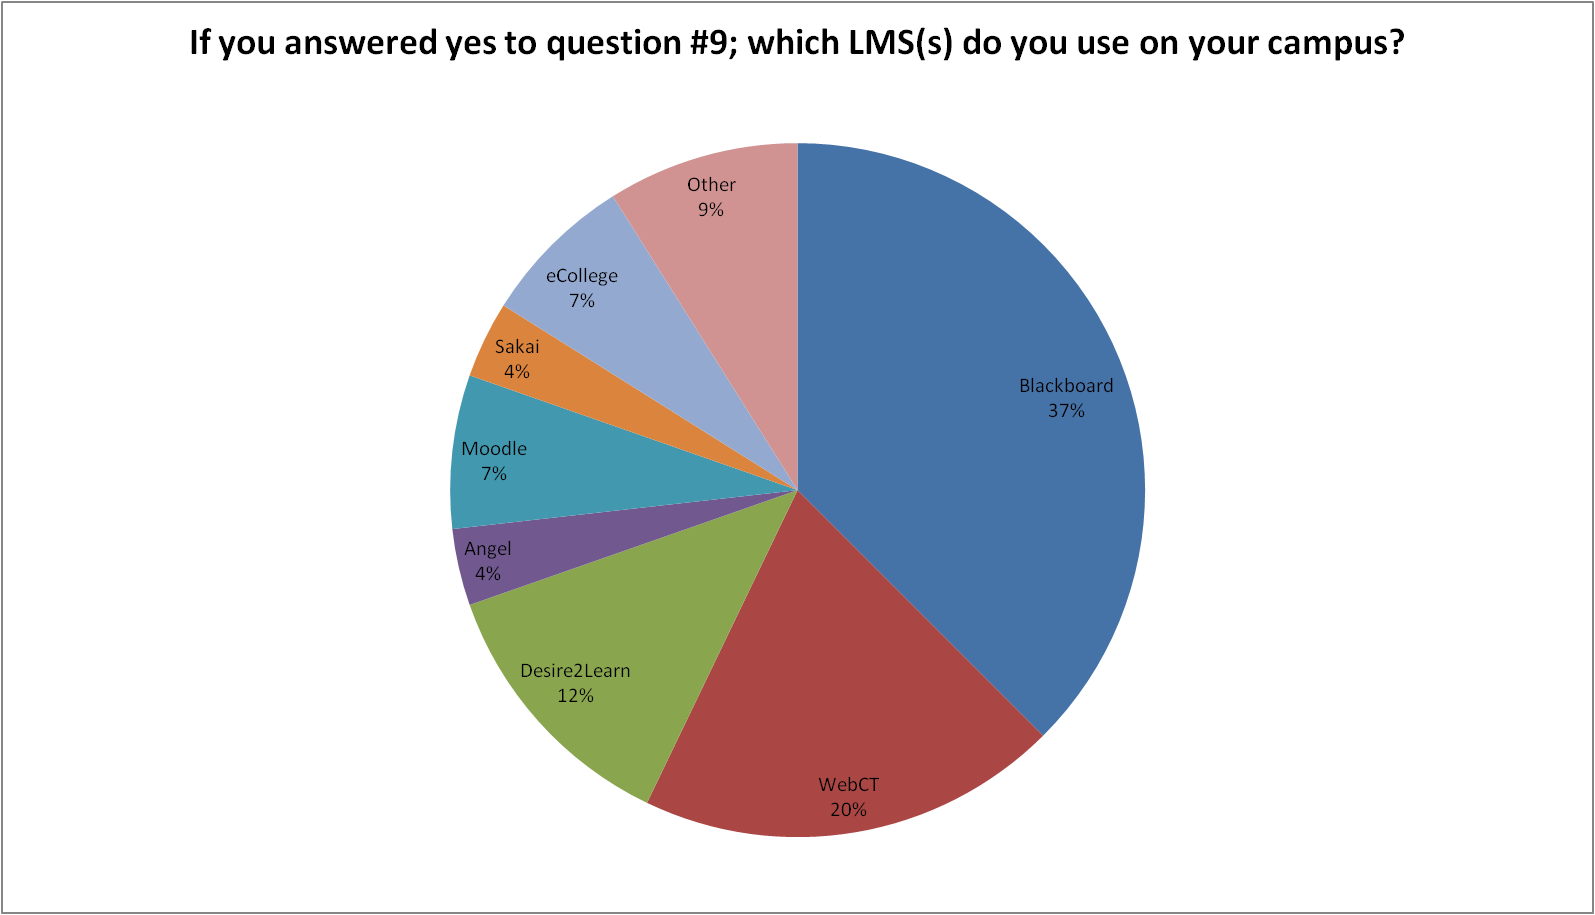 If you answered yes to question #9; which LMS(s) do you use on your campus?
Other
9%
eCollege
7%
Sakai
4%
Blackboard
37%
Moodle
7%
Angel
4%
Desire2Learn
12%
WebCT
20%